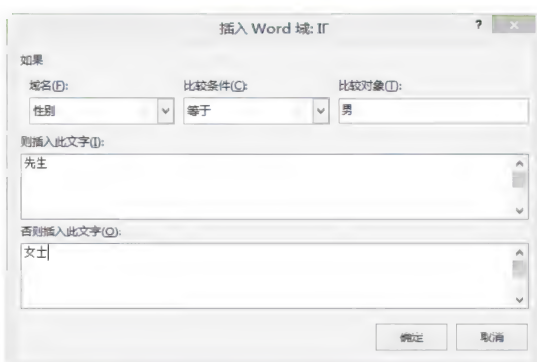 插入 Word 域: IF
? ×
如果
域名(F): 比较条件(C): 比较对象(T):
性别 等于 男
则插入此文字(I):
先生
否则插入此文字(O):
女士
确定 取消